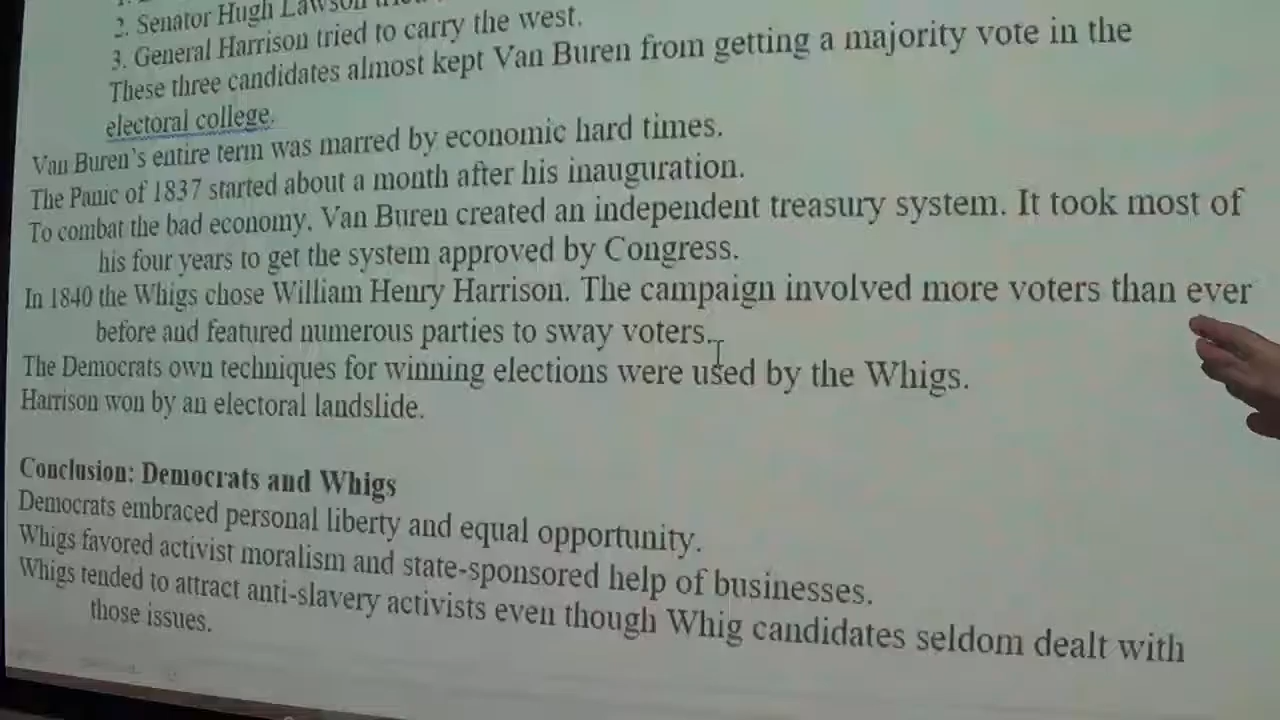 2. Senator Hugh Lawson
3. General Harrison tried to carry the west.
These three candidates almost kept Van Buren from getting a majority vote in the
electoral college.
Van Buren's entire term was marred by economic hard times.
The Panic of 1837 started about a month after his inauguration.
To combat the bad economy, Van Buren created an independent treasury system. It took most of
his four years to get the system approved by Congress.
In 1840 the Whigs chose William Henry Harrison. The campaign involved more voters than ever
before and featured numerous parties to sway voters.
The Democrats own techniques for winning elections were used by the Whigs.
Harrison won by an electoral landslide.
Conclusion: Democrats and Whigs
Democrats embraced personal liberty and equal opportunity.
Whigs favored activist moralism and state-sponsored help of businesses.
Whigs tended to attract anti-slavery activists even though Whig candidates seldom dealt with
those issues.